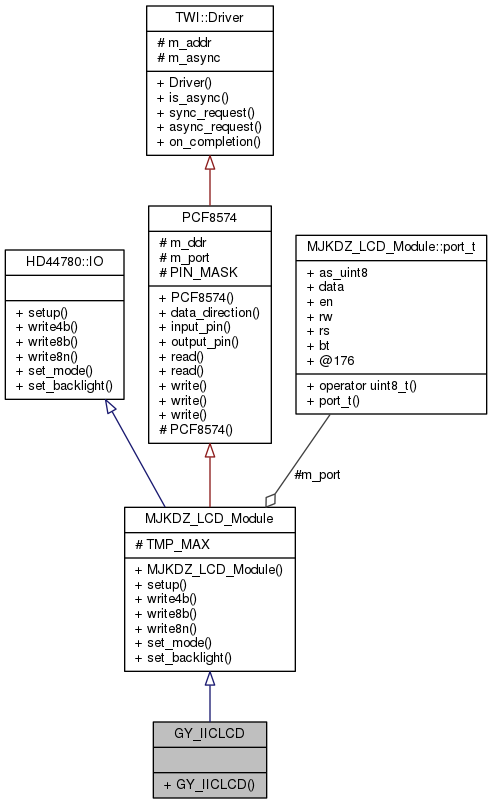 TWI::Driver
# m_addr
# m_async
+ Driver()
+ is_async()
+ sync_request()
+ async_request()
+ on_completion()
PCF8574
# m_ddr
# m_port
# PIN_MASK
+ PCF8574()
+ data_direction()
+ input_pin()
+ output_pin()
+ read()
+ read()
+ write()
+ write()
+ write()
# PCF8574()
HD44780::IO
+ setup()
+ write4b()
+ write8b()
+ write8n()
+ set_mode()
+ set_backlight()
MJKDZ_LCD_Module::port_t
+ as_uint8
+ data
+ en
+ rw
+ rs
+ bt
+ @176
+ operator uint8_t()
+ port_t()
#m_port
MJKDZ_LCD_Module
# TMP_MAX
+ MJKDZ_LCD_Module()
+ setup()
+ write4b()
+ write8b()
+ write8n()
+ set_mode()
+ set_backlight()
GY_IICLCD
+ GY_IICLCD()